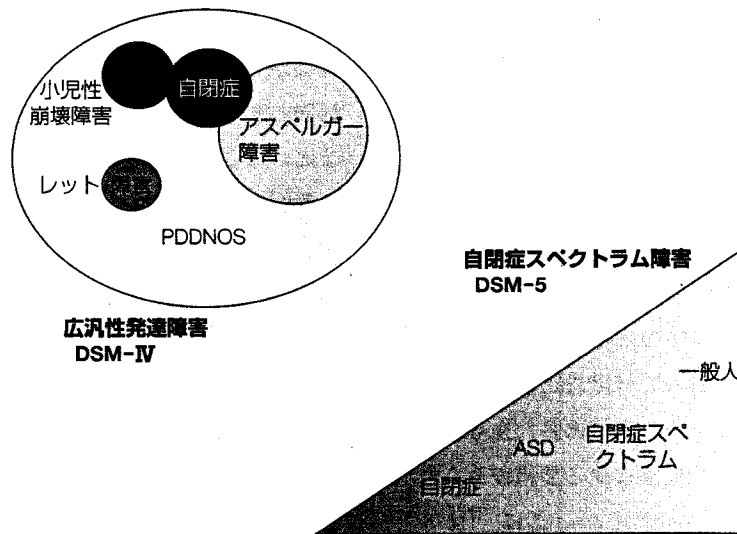 小児性
崩壊障害
自閉症
アスペルガー
障害
レット障害
PDDNOS
広汎性発達障害
DSM-Ⅳ
自閉症スペクトラム障害
DSM-5
一般人
自閉症スペ
クトラム
ASD
自閉症